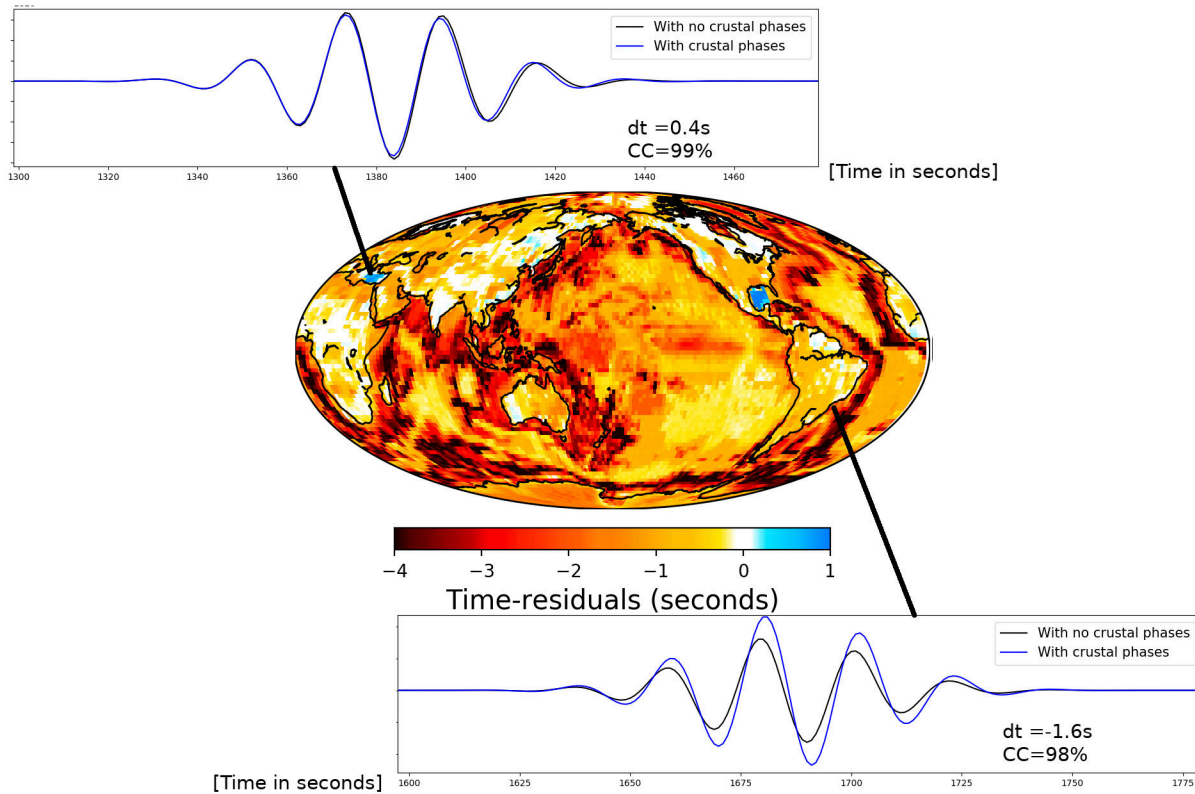 With no crustal phases
With crustal phases
dt =0.4s
CC=99%
1300 1320 1340 1360 1380 1400 1420 1440 1460
[Time in seconds]
−4 −3 −2 −1 0 1
Time-residuals (seconds)
With no crustal phases
With crustal phases
dt =-1.6s
CC=98%
[Time in seconds]
1600 1625 1650 1675 1700 1725 1750 1775